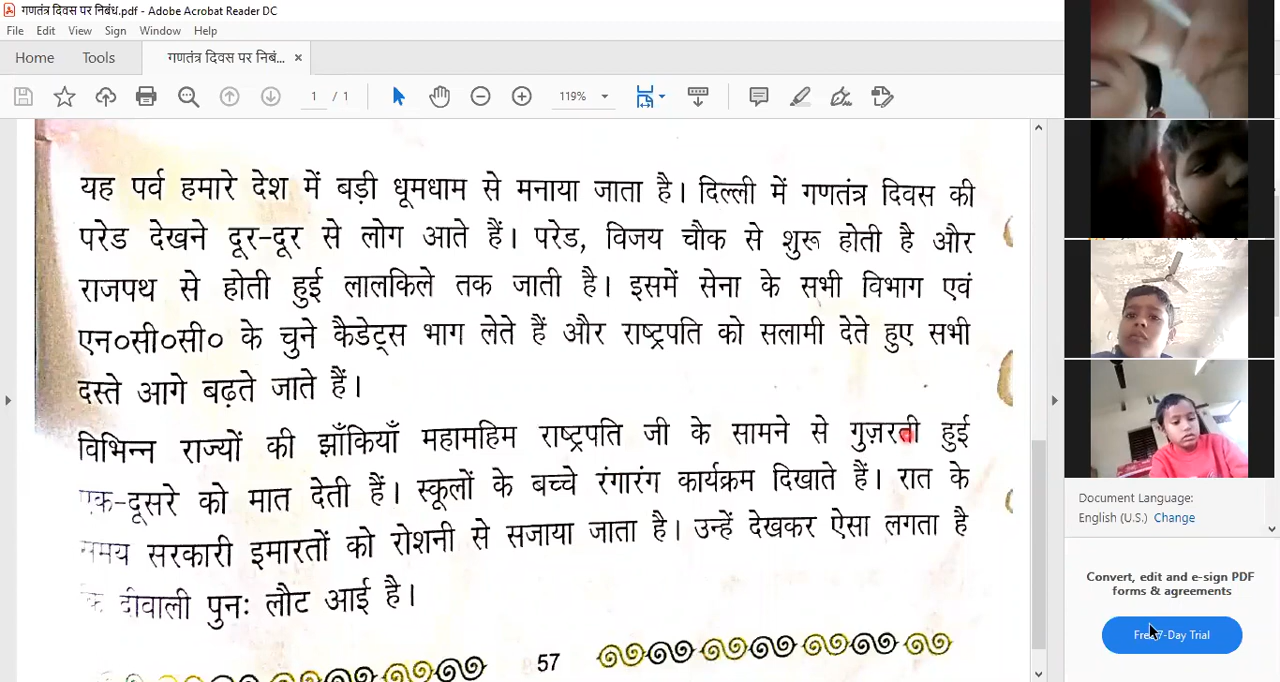 गणतंत्र दिवस पर निबंध.pdf - Adobe Acrobat Reader DC
File Edit View Sign Window Help
Home Tools गणतंत्र दिवस पर निबं... ×
1 / 1 119%
यह पर्व हमारे देश में बड़ी धूमधाम से मनाया जाता है। दिल्ली में गणतंत्र दिवस की
परेड देखने दूर-दूर से लोग आते हैं। परेड, विजय चौक से शुरू होती है और
राजपथ से होती हुई लालकिले तक जाती है। इसमें सेना के सभी विभाग एवं
एन०सी०सी० के चुने कैडेट्स भाग लेते हैं और राष्ट्रपति को सलामी देते हुए सभी
दस्ते आगे बढ़ते जाते हैं।
विभिन्न राज्यों की झाँकियाँ महामहिम राष्ट्रपति जी के सामने से गुज़रती हुई
एक-दूसरे को मात देती हैं। स्कूलों के बच्चे रंगारंग कार्यक्रम दिखाते हैं। रात के
समय सरकारी इमारतों को रोशनी से सजाया जाता है। उन्हें देखकर ऐसा लगता है
दीवाली पुनः लौट आई है।
57
Document Language:
English (U.S.) Change
Convert, edit and e-sign PDF
forms & agreements
Free 7-Day Trial